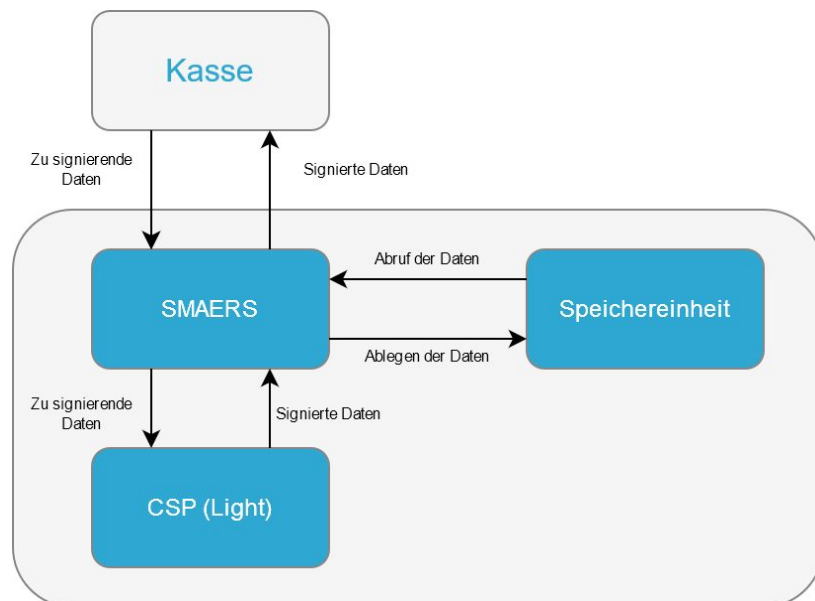 Kasse
Zu signierende
Daten
Signierte Daten
SMAERS
Abruf der Daten
Ablegen der Daten
Speichereinheit
Zu signierende
Daten
Signierte Daten
CSP (Light)